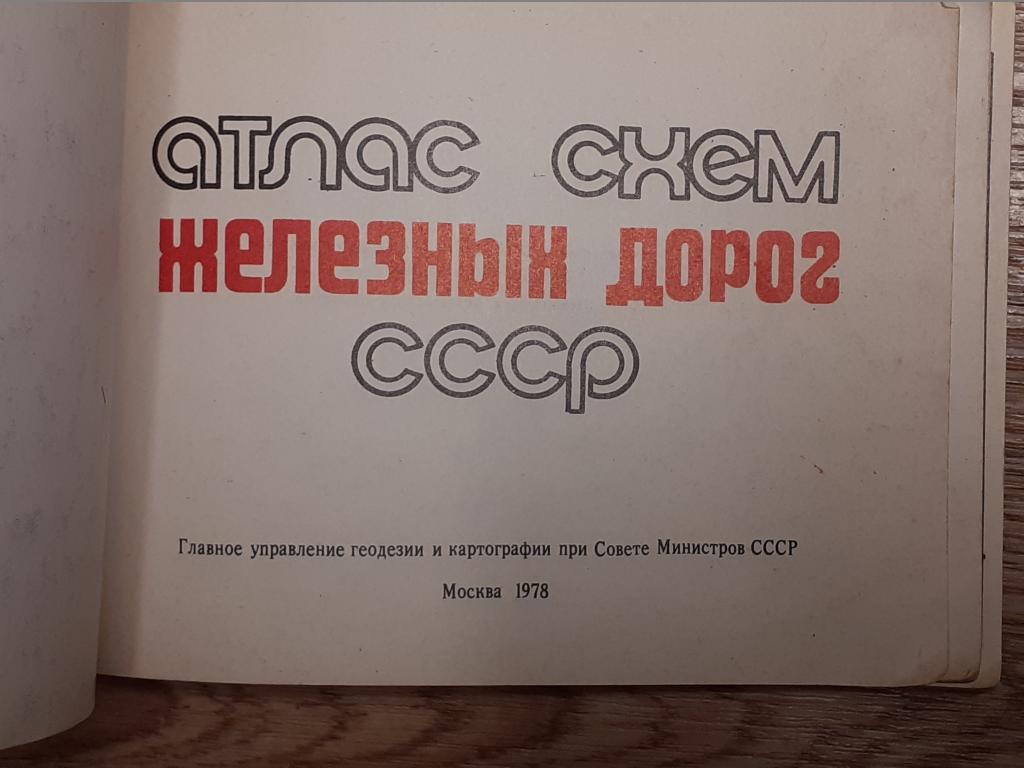 атлас схем
железных дорог
ссср
Главное управление геодезии и картографии при Совете Министров СССР
Москва 1978